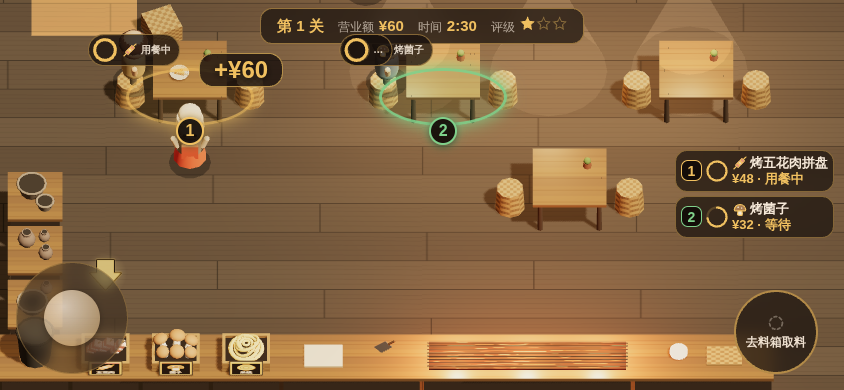 第 1 关 营业额 ¥60 时间 2:30 评级
用餐中
... 烤菌子
+¥60
1
2
1 烤五花肉拼盘
¥48 · 用餐中
2 烤菌子
¥32 · 等待
去料箱取料